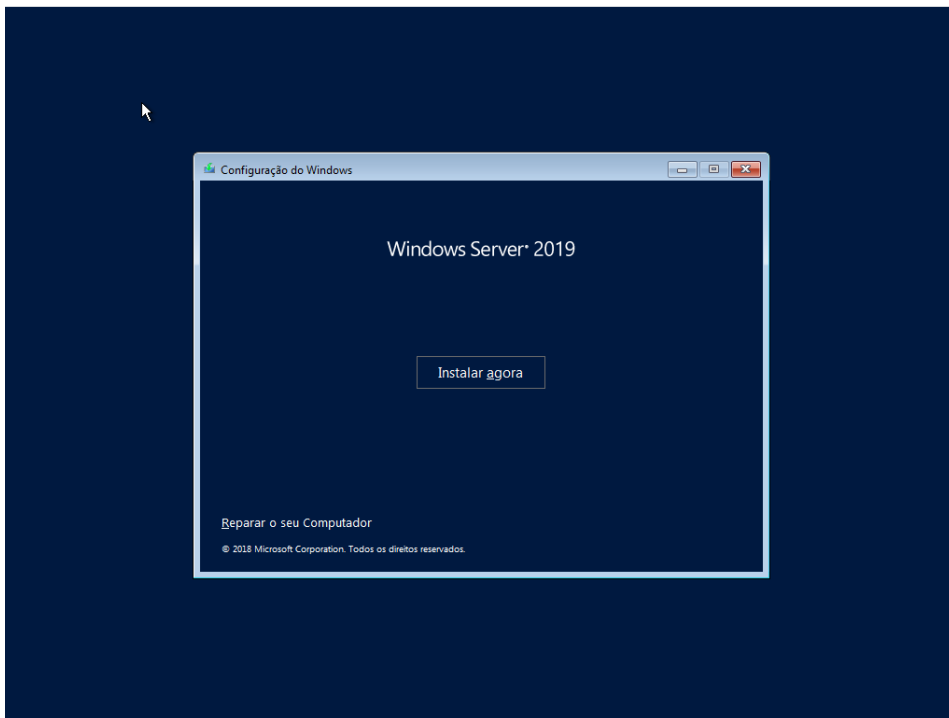 Configuração do Windows
Windows Server® 2019
Instalar agora
Reparar o seu Computador
© 2018 Microsoft Corporation. Todos os direitos reservados.